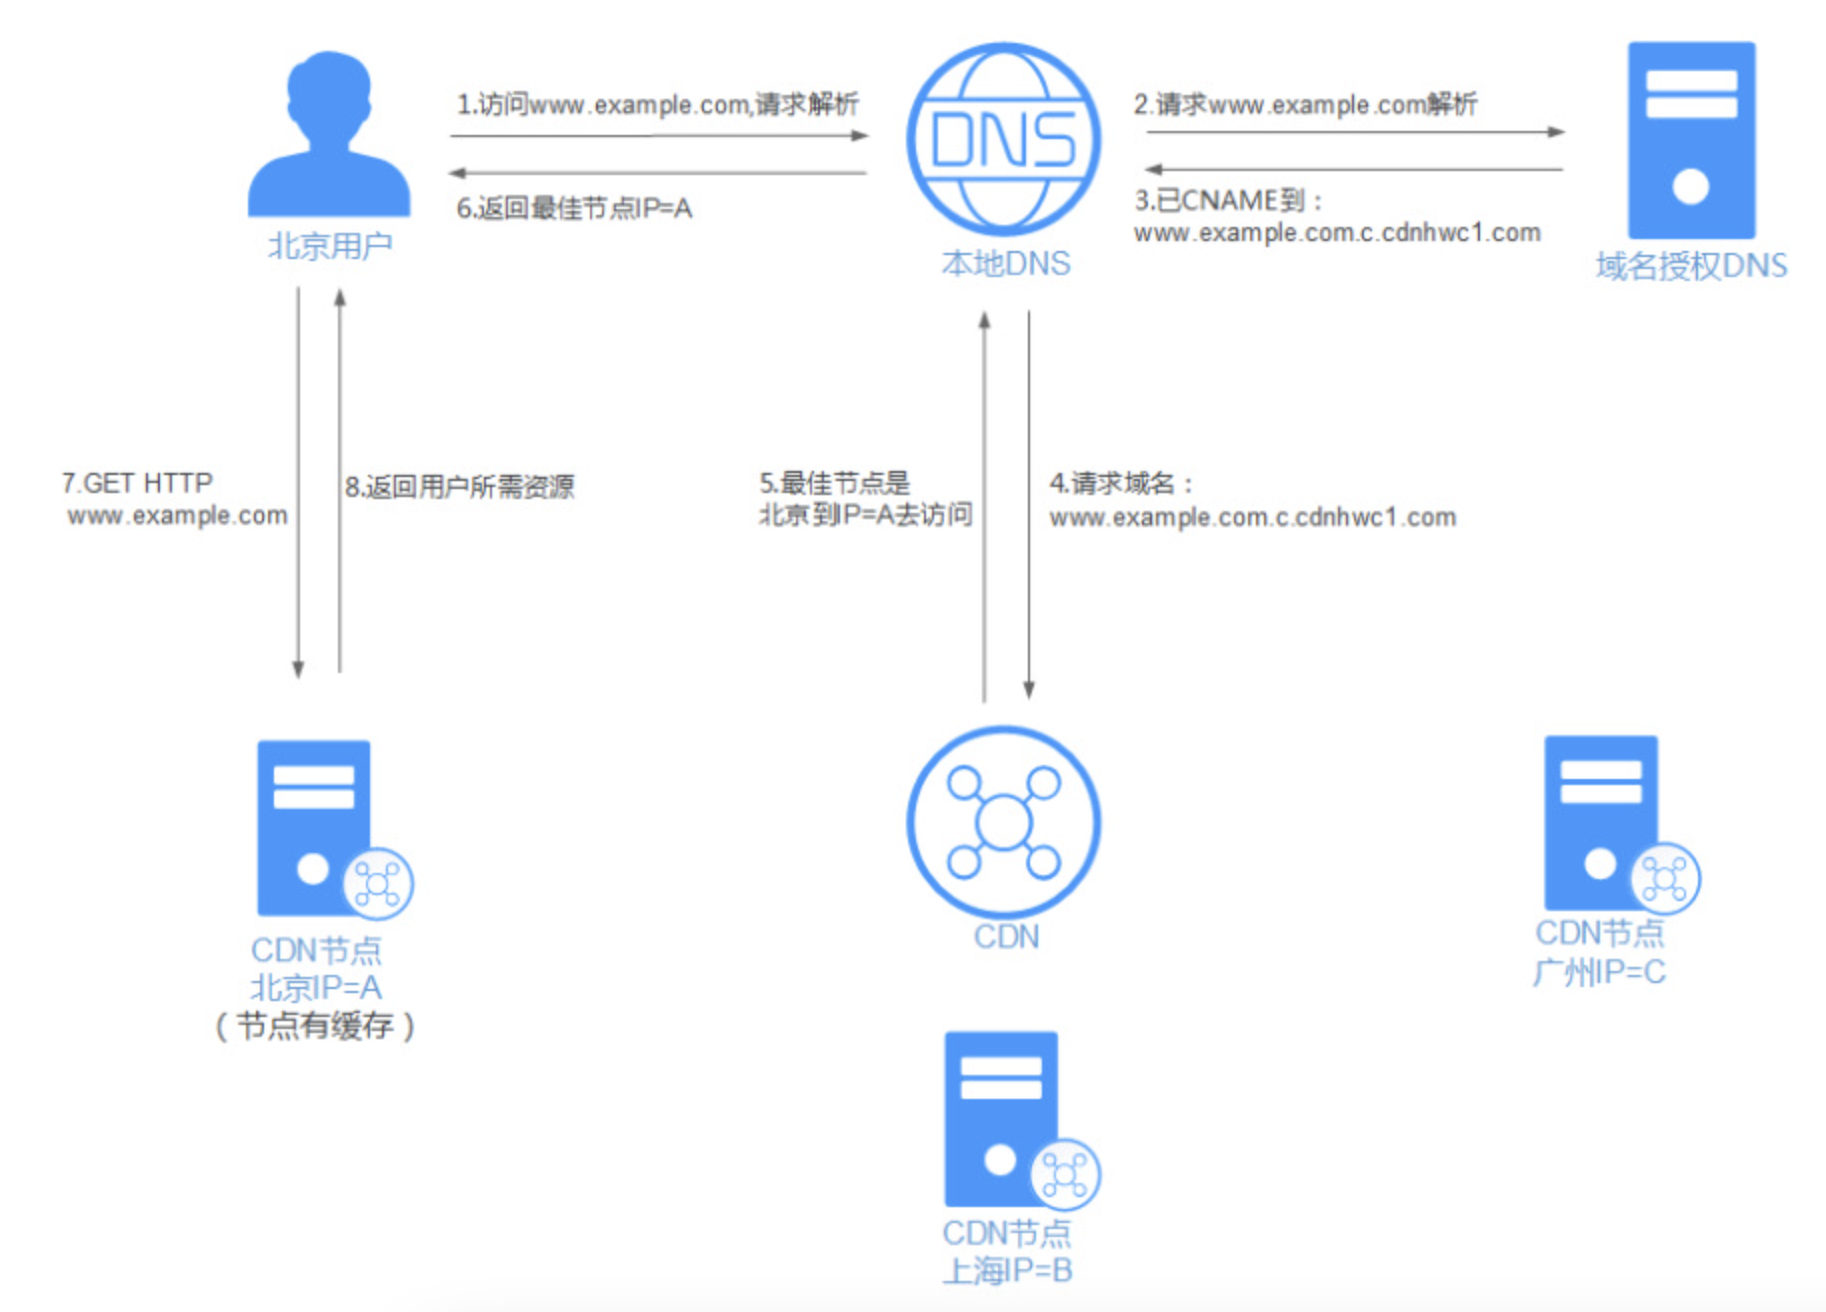 1.访问www.example.com,请求解析
DNS
2.请求www.example.com解析
6.返回最佳节点IP=A
3.已CNAME到：
www.example.com.c.cdnhwc1.com
北京用户
本地DNS
域名授权DNS
7.GET HTTP
www.example.com
8.返回用户所需资源
5.最佳节点是
北京到IP=A去访问
4.请求域名：
www.example.com.c.cdnhwc1.com
CDN节点
北京IP=A
（节点有缓存）
CDN
CDN节点
广州IP=C
CDN节点
上海IP=B